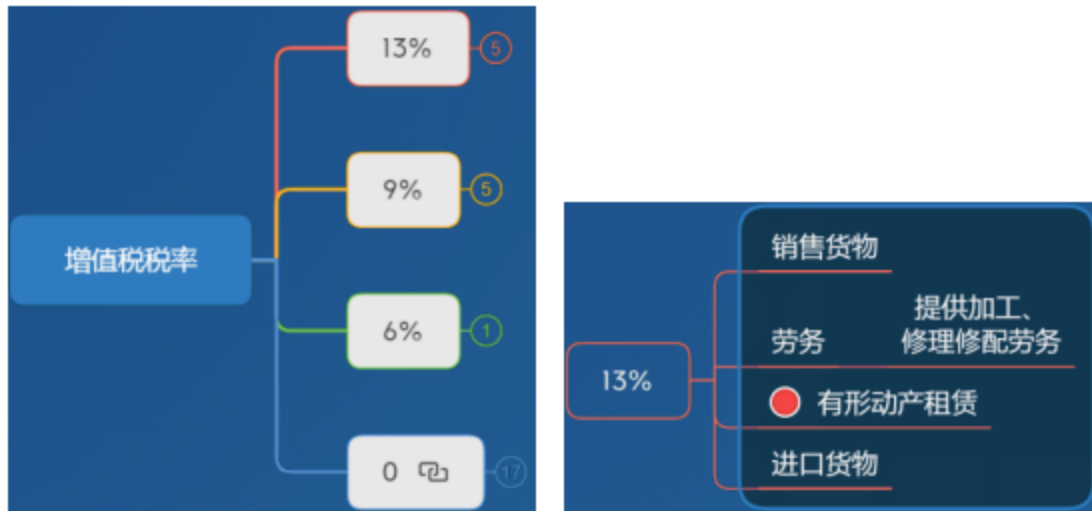 13%
5
9%
5
增值税税率
6%
1
0
17
销售货物
提供加工、
劳务
修理修配劳务
13%
有形动产租赁
进口货物